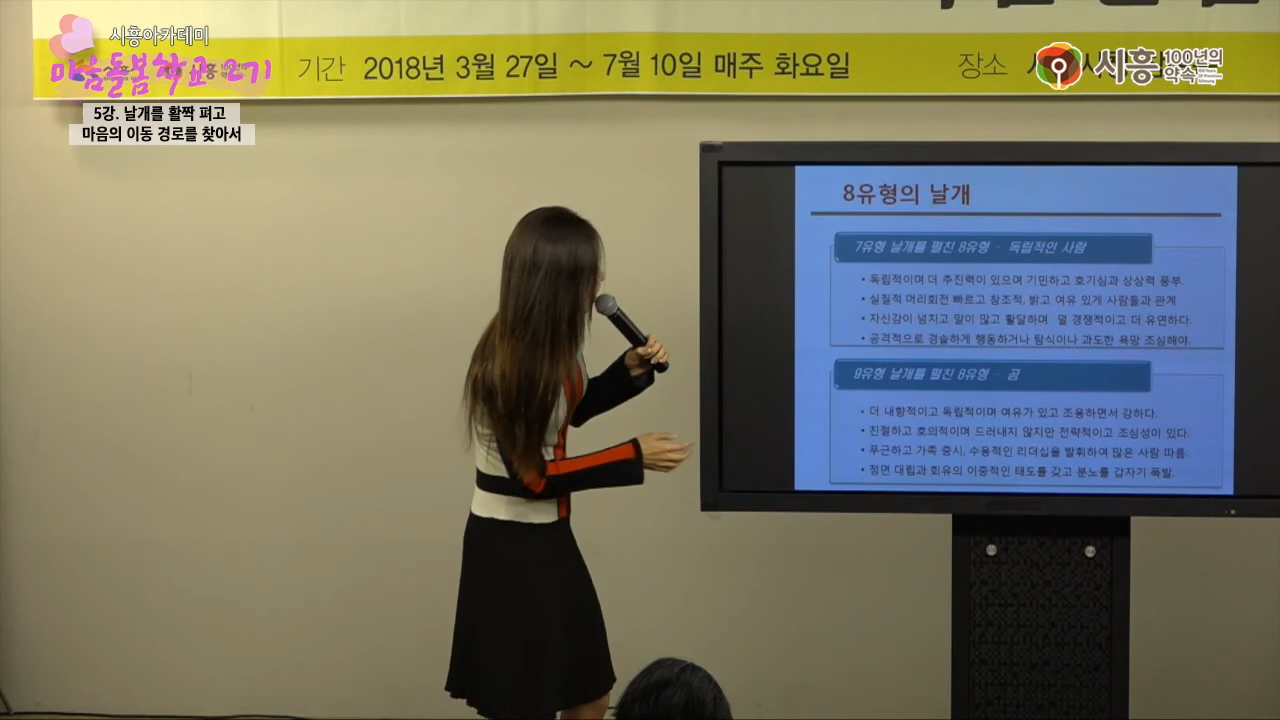 시흥아카데미
마음돌봄학교 2기
5강. 날개를 활짝 펴고
마음의 이동 경로를 찾아서
기간 2018년 3월 27일 ~ 7월 10일 매주 화요일
장소
시흥 100년의
약속
8유형의 날개
7유형 날개를 펼친 8유형 - 독립적인 사람
• 독립적이며 더 추진력이 있으며 기민하고 호기심과 상상력 풍부.
• 실질적 머리회전 빠르고 창조적, 밝고 여유 있게 사람들과 관계
• 자신감이 넘치고 말이 많고 활달하며 덜 경쟁적이고 더 유연하다.
• 공격적으로 경솔하게 행동하거나 탐식이나 과도한 욕망 조심해야.
9유형 날개를 펼친 8유형 - 곰
• 더 내향적이고 독립적이며 여유가 있고 조용하면서 강하다.
• 친절하고 호의적이며 드러내지 않지만 전략적이고 조심성이 있다.
• 푸근하고 가족 중시, 수용적인 리더십을 발휘하여 많은 사람 따름.
• 정면 대립과 회유의 이중적인 태도를 갖고 분노를 갑자기 폭발.